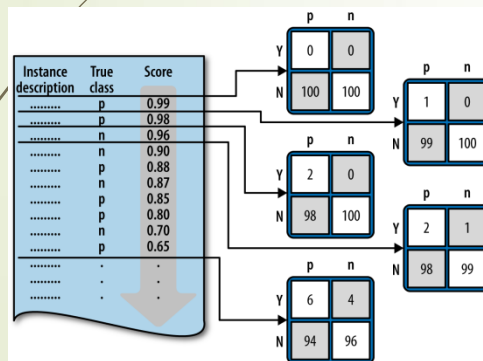 Instance description True class Score
......... p 0.99
......... p 0.98
......... n 0.96
......... n 0.90
......... p 0.88
......... n 0.87
......... p 0.85
......... p 0.80
......... n 0.70
......... p 0.65
......... . .
......... . .
......... . .
p n
Y 0 0
N 100 100
p n
Y 1 0
N 99 100
p n
Y 2 0
N 98 100
p n
Y 2 1
N 98 99
p n
Y 6 4
N 94 96